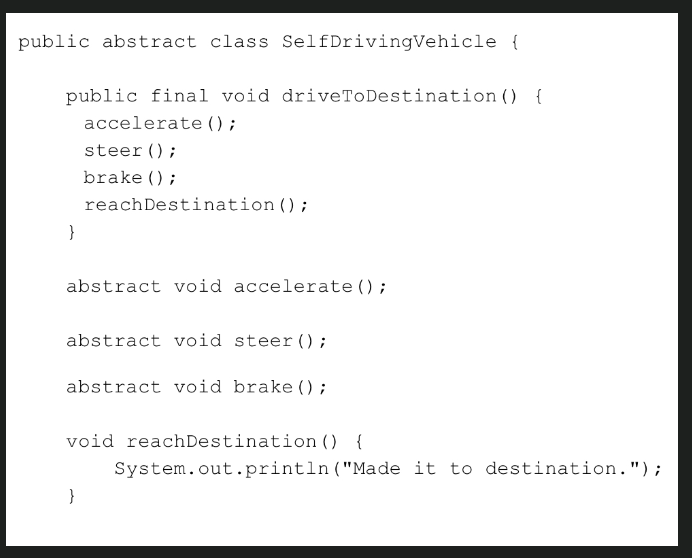 public abstract class SelfDrivingVehicle {
public final void driveToDestination() {
accelerate();
steer();
brake();
reachDestination();
}
abstract void accelerate();
abstract void steer();
abstract void brake();
void reachDestination() {
System.out.println("Made it to destination.");
}